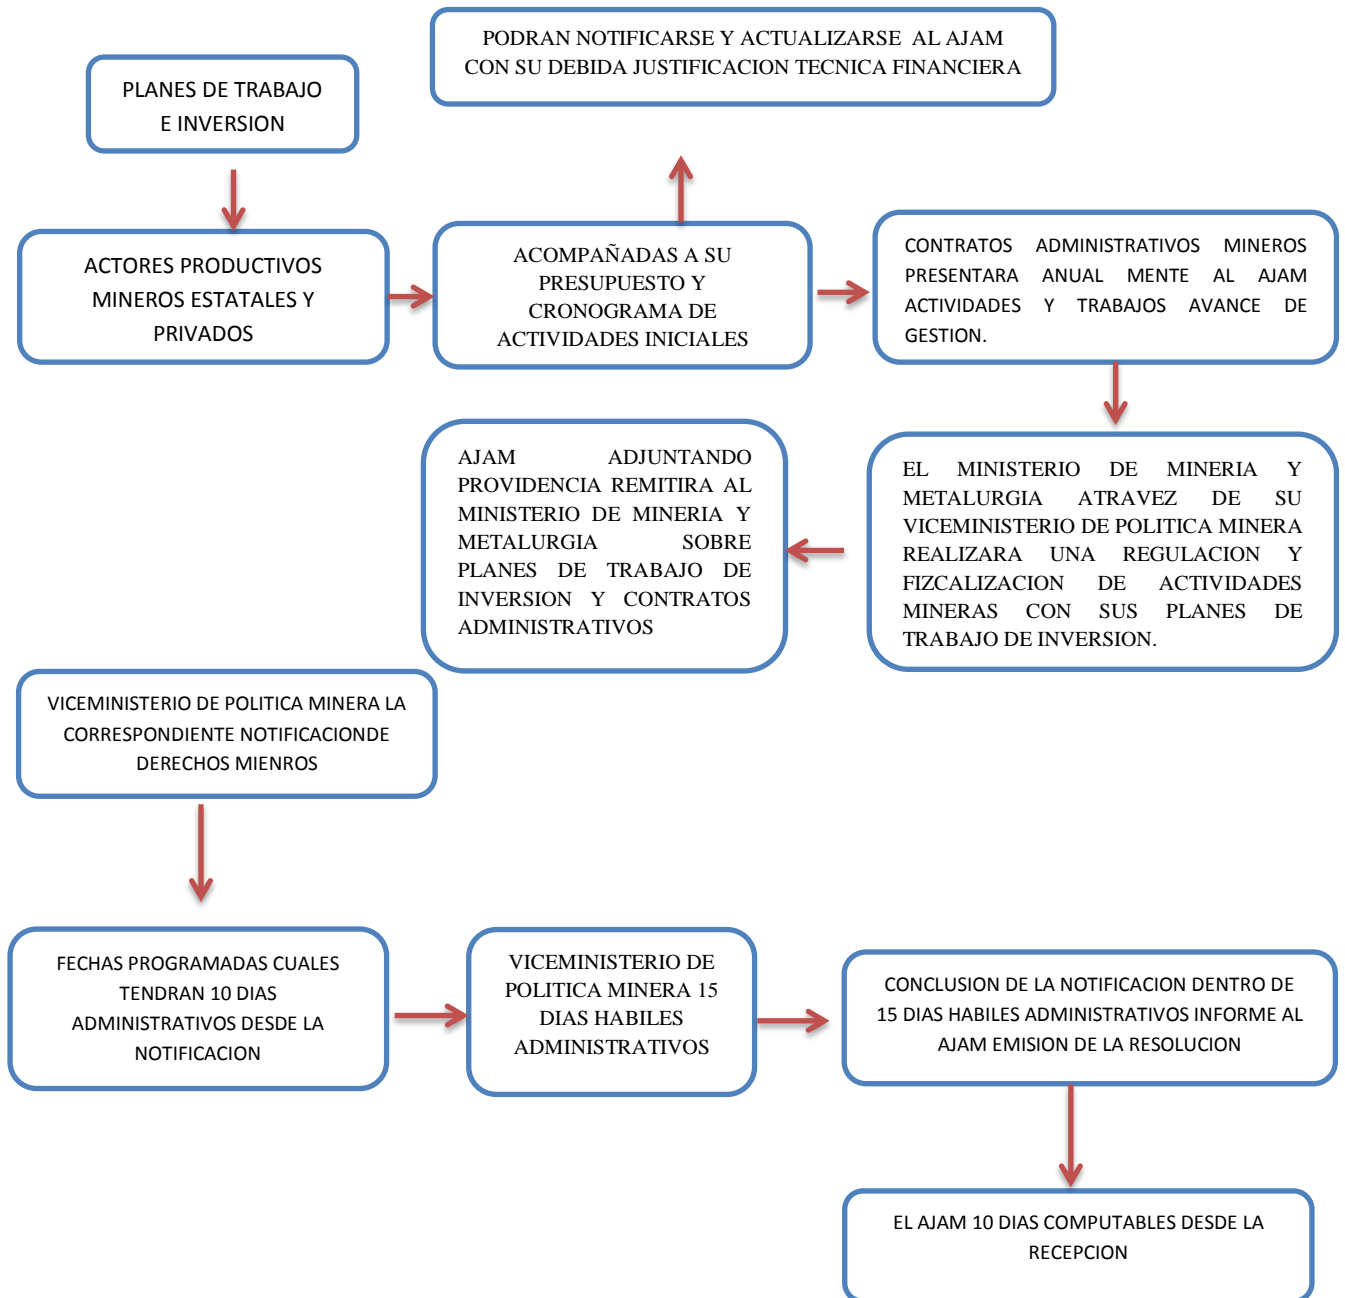 PODRAN NOTIFICARSE Y ACTUALIZARSE AL AJAM
CON SU DEBIDA JUSTIFICACION TECNICA FINANCIERA
PLANES DE TRABAJO
E INVERSION
ACTORES PRODUCTIVOS
MINEROS ESTATALES Y
PRIVADOS
ACOMPAÑADAS A SU
PRESUPUESTO Y
CRONOGRAMA DE
ACTIVIDADES INICIALES
CONTRATOS ADMINISTRATIVOS MINEROS
PRESENTARA ANUAL MENTE AL AJAM
ACTIVIDADES Y TRABAJOS AVANCE DE
GESTION.
EL MINISTERIO DE MINERIA Y
METALURGIA ATRAVEZ DE SU
VICEMINISTERIO DE POLITICA MINERA
REALIZARA UNA REGULACION Y
FIZCALIZACION DE ACTIVIDADES
MINERAS CON SUS PLANES DE
TRABAJO DE INVERSION.
AJAM ADJUNTANDO
PROVIDENCIA REMITIRA AL
MINISTERIO DE MINERIA Y
METALURGIA SOBRE
PLANES DE TRABAJO DE
INVERSION Y CONTRATOS
ADMINISTRATIVOS
VICEMINISTERIO DE POLITICA MINERA LA
CORRESPONDIENTE NOTIFICACIONDE
DERECHOS MIENROS
FECHAS PROGRAMADAS CUALES
TENDRAN 10 DIAS
ADMINISTRATIVOS DESDE LA
NOTIFICACION
VICEMINISTERIO DE
POLITICA MINERA 15
DIAS HABILES
ADMINISTRATIVOS
CONCLUSION DE LA NOTIFICACION DENTRO DE
15 DIAS HABILES ADMINISTRATIVOS INFORME AL
AJAM EMISION DE LA RESOLUCION
EL AJAM 10 DIAS COMPUTABLES DESDE LA
RECEPCION